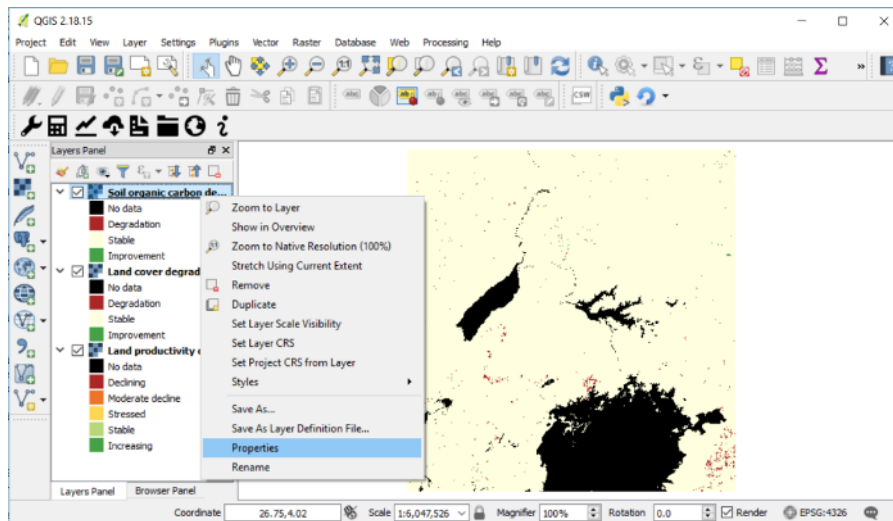 QGIS 2.18.15
Project Edit View Layer Settings Plugins Vector Raster Database Web Processing Help
CSW
Layers Panel
Soil organic carbon de...
No data
Degradation
Stable
Improvement
Land cover degrad
No data
Degradation
Stable
Improvement
Land productivity
No data
Declining
Moderate decline
Stressed
Stable
Increasing
Zoom to Layer
Show in Overview
Zoom to Native Resolution (100%)
Stretch Using Current Extent
Remove
Duplicate
Set Layer Scale Visibility
Set Layer CRS
Set Project CRS from Layer
Styles
Save As...
Save As Layer Definition File...
Properties
Rename
Layers Panel Browser Panel
Coordinate 26.75,4.02 Scale 1:6,047,526 Magnifier 100% Rotation 0.0 Render EPSG:4326